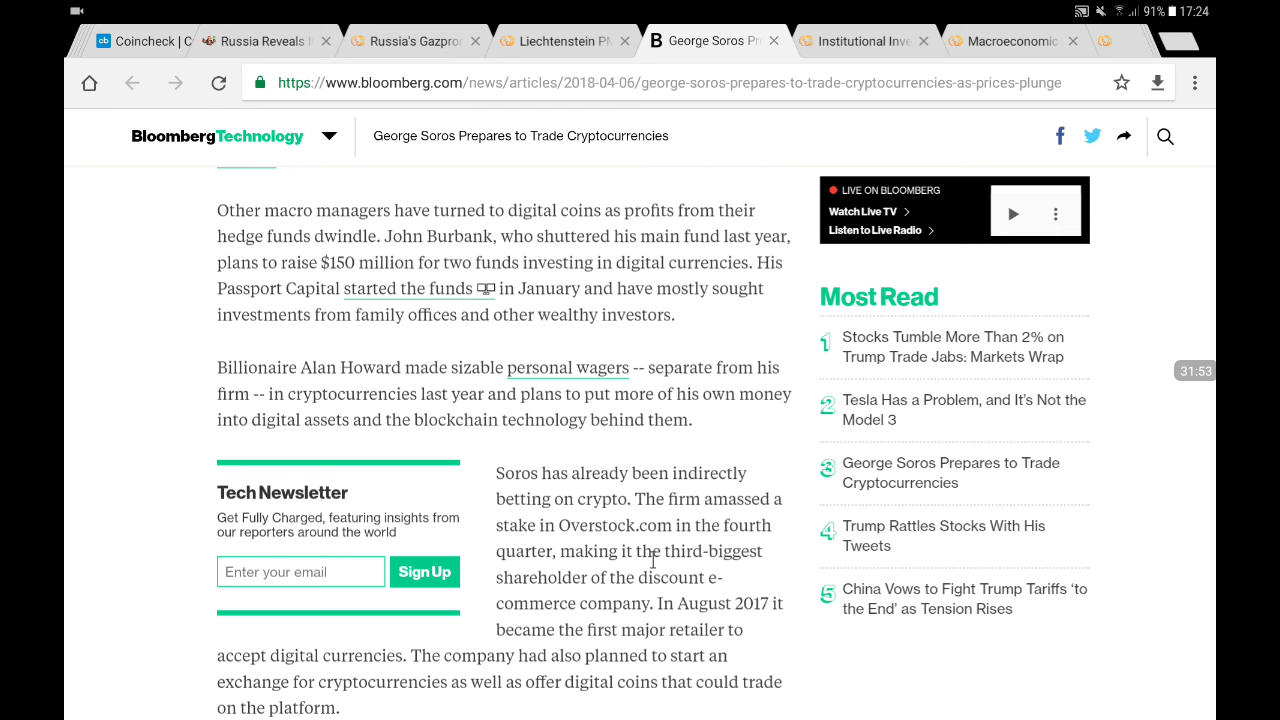 91% 17:24
Coincheck | C
Russia Reveals I
Russia's Gazpro
Liechtenstein P
George Soros Pr
Institutional Inve
Macroeconomic
https://www.bloomberg.com/news/articles/2018-04-06/george-soros-prepares-to-trade-cryptocurrencies-as-prices-plunge
BloombergTechnology
George Soros Prepares to Trade Cryptocurrencies
Other macro managers have turned to digital coins as profits from their
hedge funds dwindle. John Burbank, who shuttered his main fund last year,
plans to raise $150 million for two funds investing in digital currencies. His
Passport Capital started the funds in January and have mostly sought
investments from family offices and other wealthy investors.
Billionaire Alan Howard made sizable personal wagers -- separate from his
firm -- in cryptocurrencies last year and plans to put more of his own money
into digital assets and the blockchain technology behind them.
Tech Newsletter
Get Fully Charged, featuring insights from
our reporters around the world
Enter your email
Sign Up
Soros has already been indirectly
betting on crypto. The firm amassed a
stake in Overstock.com in the fourth
quarter, making it the third-biggest
shareholder of the discount e-
commerce company. In August 2017 it
became the first major retailer to
accept digital currencies. The company had also planned to start an
exchange for cryptocurrencies as well as offer digital coins that could trade
on the platform.
LIVE ON BLOOMBERG
Watch Live TV
Listen to Live Radio
Most Read
1
Stocks Tumble More Than 2% on
Trump Trade Jabs: Markets Wrap
2
Tesla Has a Problem, and It's Not the
Model 3
3
George Soros Prepares to Trade
Cryptocurrencies
4
Trump Rattles Stocks With His
Tweets
5
China Vows to Fight Trump Tariffs 'to
the End' as Tension Rises
31:53